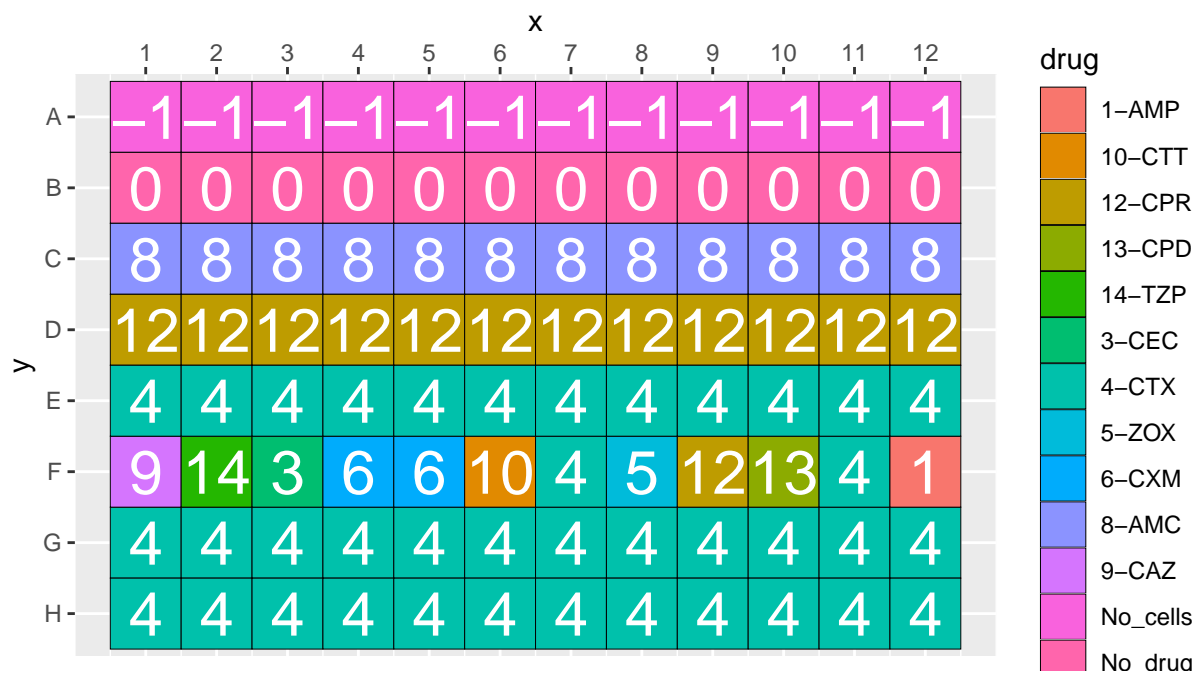 x
1 2 3 4 5 6 7 8 9 10 11 12
A −1 −1 −1 −1 −1 −1 −1 −1 −1 −1 −1 −1
B 0 0 0 0 0 0 0 0 0 0 0 0
C 8 8 8 8 8 8 8 8 8 8 8 8
D 12 12 12 12 12 12 12 12 12 12 12 12
y
E 4 4 4 4 4 4 4 4 4 4 4 4
F 9 14 3 6 6 10 4 5 12 13 4 1
G 4 4 4 4 4 4 4 4 4 4 4 4
H 4 4 4 4 4 4 4 4 4 4 4 4
drug
1−AMP
10−CTT
12−CPR
13−CPD
14−TZP
3−CEC
4−CTX
5−ZOX
6−CXM
8−AMC
9−CAZ
No_cells
No_drug